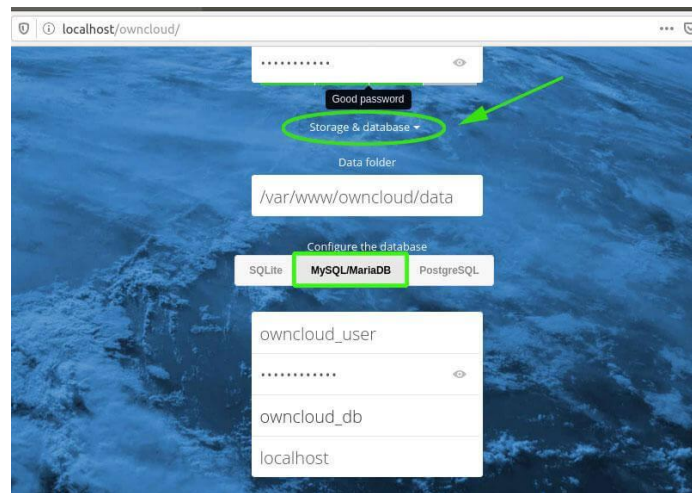 localhost/owncloud/
•••••••••••
Good password
Storage & database
Data folder
/var/www/owncloud/data
Configure the database
SQLite MySQL/MariaDB PostgreSQL
owncloud_user
••••••••••••
owncloud_db
localhost